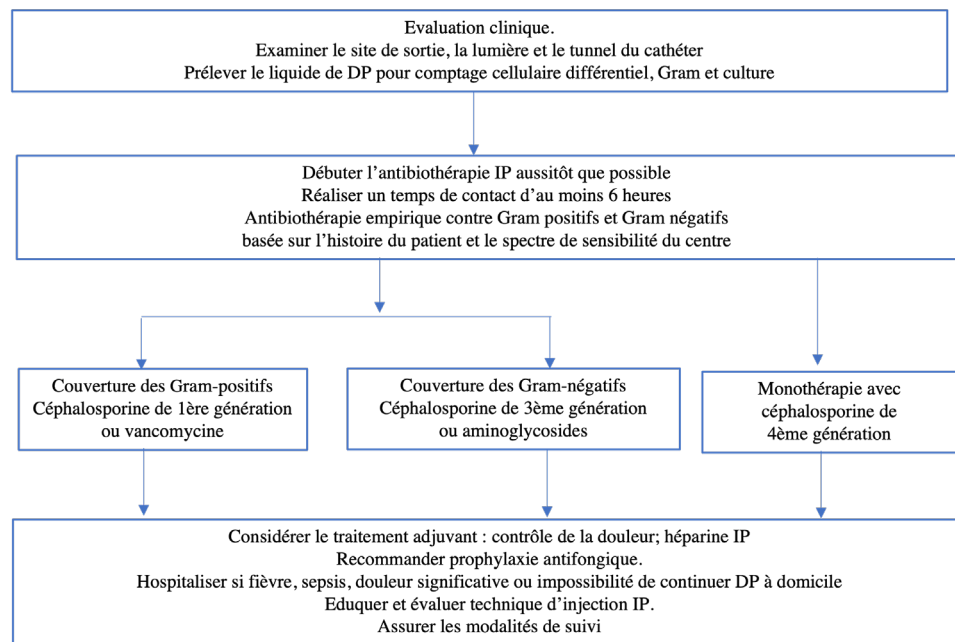 Evaluation clinique.
Examiner le site de sortie, la lumière et le tunnel du cathéter
Prélever le liquide de DP pour comptage cellulaire différentiel, Gram et culture
Débuter l'antibiothérapie IP aussitôt que possible
Réaliser un temps de contact d'au moins 6 heures
Antibiothérapie empirique contre Gram positifs et Gram négatifs
basée sur l'histoire du patient et le spectre de sensibilité du centre
Couverture des Gram-positifs
Céphalosporine de 1ère génération
ou vancomycine
Couverture des Gram-négatifs
Céphalosporine de 3ème génération
ou aminoglycosides
Monothérapie avec
céphalosporine de
4ème génération
Considérer le traitement adjuvant : contrôle de la douleur; héparine IP
Recommander prophylaxie antifongique.
Hospitaliser si fièvre, sepsis, douleur significative ou impossibilité de continuer DP à domicile
Eduquer et évaluer technique d'injection IP.
Assurer les modalités de suivi